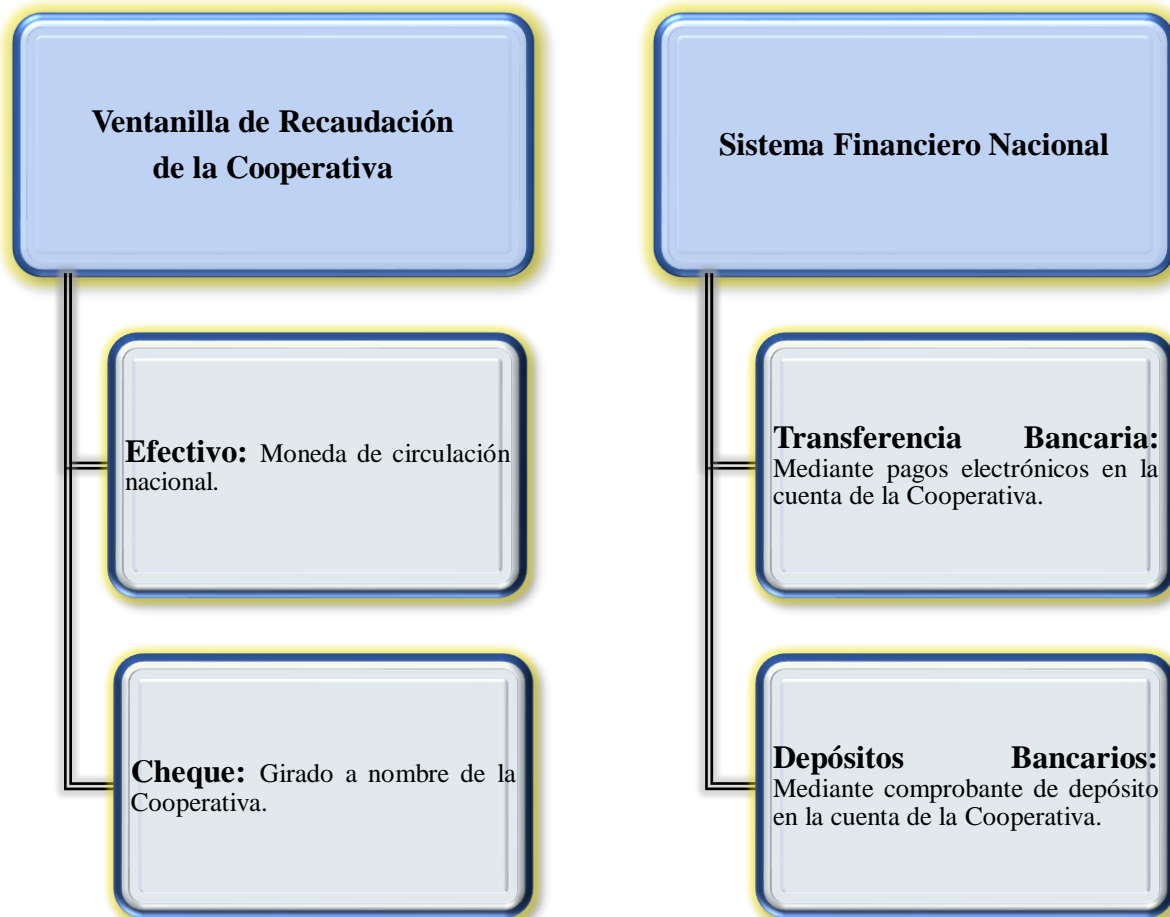 Ventanilla de Recaudación
de la Cooperativa
Efectivo: Moneda de circulación
nacional.
Cheque: Girado a nombre de la
Cooperativa.
Sistema Financiero Nacional
Transferencia Bancaria:
Mediante pagos electrónicos en la
cuenta de la Cooperativa.
Depósitos Bancarios:
Mediante comprobante de depósito
en la cuenta de la Cooperativa.